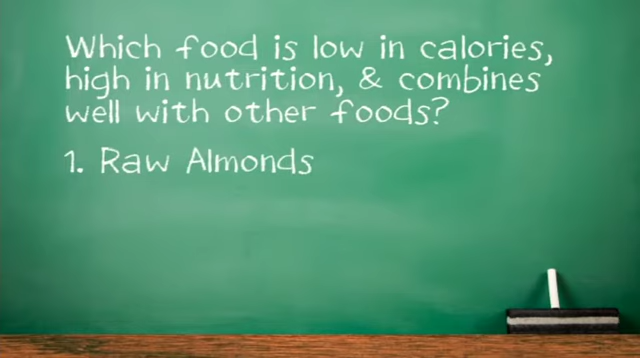 Which food is low in calories,
high in nutrition, & combines
well with other foods?
1. Raw Almonds